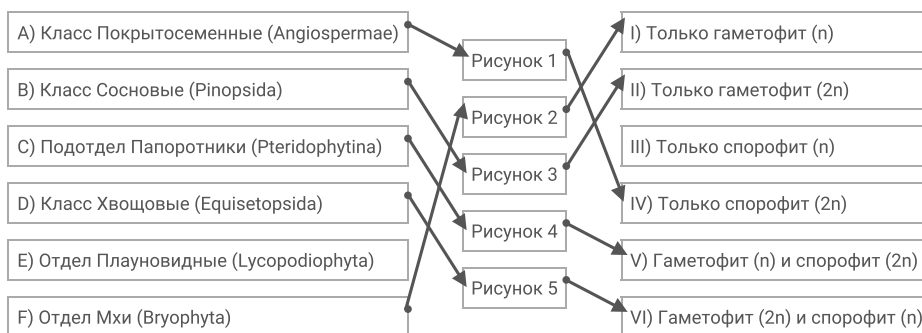 A) Класс Покрытосеменные (Angiospermae)
B) Класс Сосновые (Pinopsida)
C) Подотдел Папоротники (Pteridophytina)
D) Класс Хвощовые (Equisetopsida)
E) Отдел Плауновидные (Lycopodiophyta)
F) Отдел Мхи (Bryophyta)
Рисунок 1
Рисунок 2
Рисунок 3
Рисунок 4
Рисунок 5
I) Только гаметофит (n)
II) Только гаметофит (2n)
III) Только спорофит (n)
IV) Только спорофит (2n)
V) Гаметофит (n) и спорофит (2n)
VI) Гаметофит (2n) и спорофит (n)